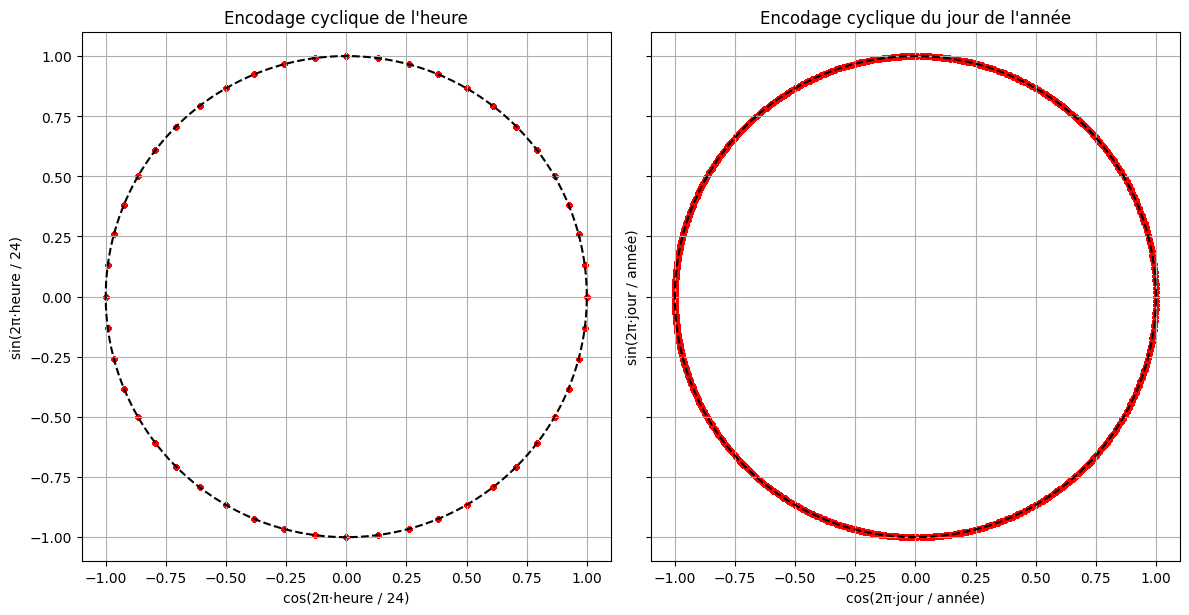 Encodage cyclique de l'heure
Encodage cyclique du jour de l'année
1.00
0.75
0.50
0.25
0.00
−0.25
−0.50
−0.75
−1.00
sin(2π·heure / 24)
sin(2π·jour / année)
−1.00 −0.75 −0.50 −0.25 0.00 0.25 0.50 0.75 1.00
−1.00 −0.75 −0.50 −0.25 0.00 0.25 0.50 0.75 1.00
cos(2π·heure / 24)
cos(2π·jour / année)